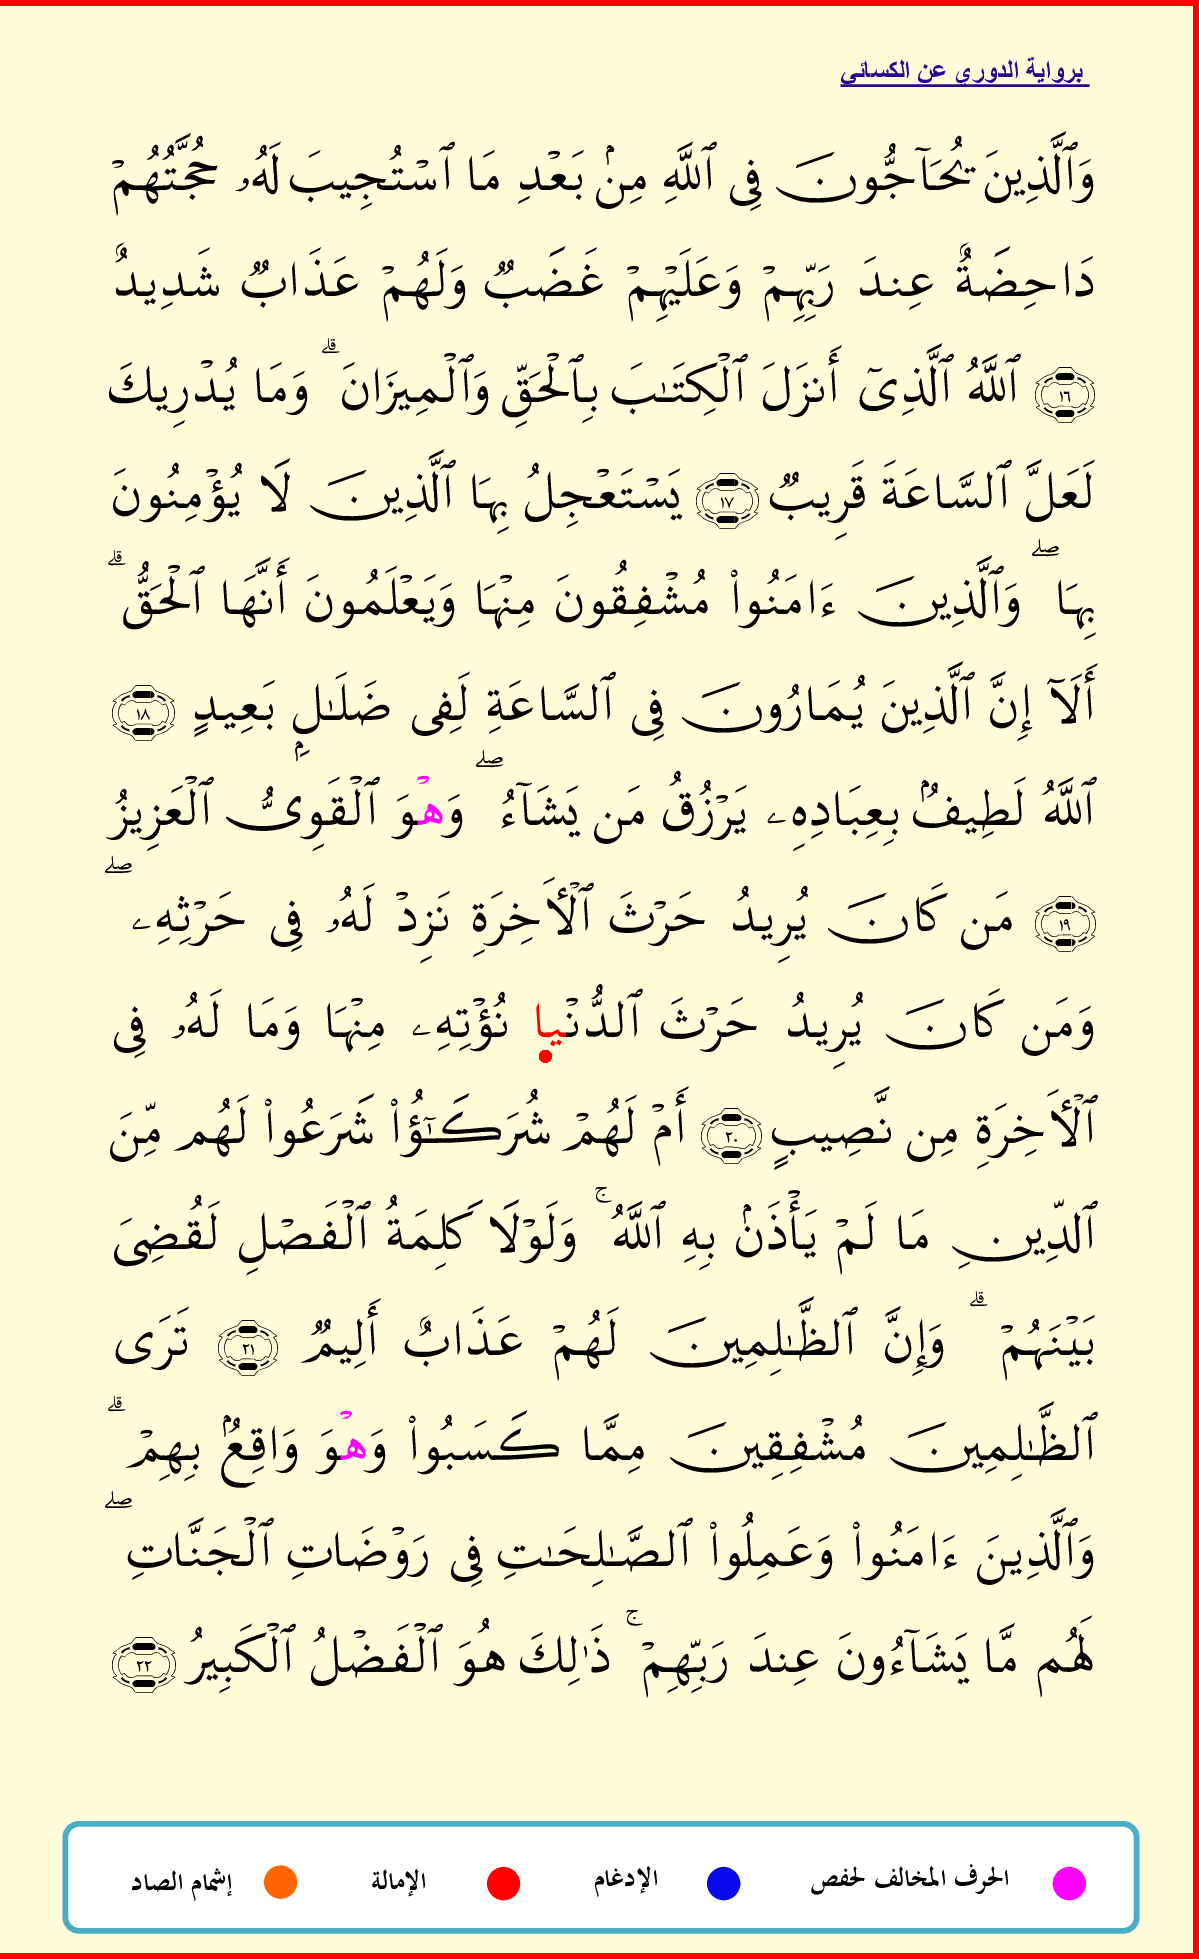 برواية الدوري عن الكسائي
وَٱلَّذِينَ يُحَآجُّونَ فِى ٱللَّهِ مِنۢ بَعۡدِ مَا ٱسۡتُجِيبَ لَهُۥ حُجَّتُهُمۡ
دَاحِضَةٌ عِندَ رَبِّهِمۡ وَعَلَيۡهِمۡ غَضَبٌ وَلَهُمۡ عَذَابٌ شَدِيدٌ
١٦ ٱللَّهُ ٱلَّذِىٓ أَنزَلَ ٱلۡكِتَـٰبَ بِٱلۡحَقِّ وَٱلۡمِيزَانَ ۗ وَمَا يُدۡرِيكَ
لَعَلَّ ٱلسَّاعَةَ قَرِيبٌ ١٧ يَسۡتَعۡجِلُ بِهَا ٱلَّذِينَ لَا يُؤۡمِنُونَ
بِهَا ۖ وَٱلَّذِينَ ءَامَنُواْ مُشۡفِقُونَ مِنۡهَا وَيَعۡلَمُونَ أَنَّهَا ٱلۡحَقُّ ۗ
أَلَآ إِنَّ ٱلَّذِينَ يُمَارُونَ فِى ٱلسَّاعَةِ لَفِى ضَلَـٰلِۭ بَعِيدٍ ١٨
ٱللَّهُ لَطِيفُۢ بِعِبَادِهِۦ يَرۡزُقُ مَن يَشَآءُ ۖ وَهۡوَ ٱلۡقَوِىُّ ٱلۡعَزِيزُ
١٩ مَن كَانَ يُرِيدُ حَرۡثَ ٱلۡأَخِرَةِ نَزِدۡ لَهُۥ فِى حَرۡثِهِۦ ۖ
وَمَن كَانَ يُرِيدُ حَرۡثَ ٱلدُّنۡيا نُؤۡتِهِۦ مِنۡهَا وَمَا لَهُۥ فِى
ٱلۡأَخِرَةِ مِن نَّصِيبٍ ٢٠ أَمۡ لَهُمۡ شُرَكَـٰٓؤُاْ شَرَعُواْ لَهُم مِّنَ
ٱلدِّينِ مَا لَمۡ يَأۡذَنۢ بِهِ ٱللَّهُ ۚ وَلَوۡلَا كَلِمَةُ ٱلۡفَصۡلِ لَقُضِىَ
بَيۡنَهُمۡ ۗ وَإِنَّ ٱلظَّـٰلِمِينَ لَهُمۡ عَذَابٌ أَلِيمٌ ٢١ تَرَى
ٱلظَّـٰلِمِينَ مُشۡفِقِينَ مِمَّا كَسَبُواْ وَهۡوَ وَاقِعُۢ بِهِمۡ ۗ
وَٱلَّذِينَ ءَامَنُواْ وَعَمِلُواْ ٱلصَّـٰلِحَـٰتِ فِى رَوۡضَاتِ ٱلۡجَنَّاتِ ۖ
لَهُم مَّا يَشَآءُونَ عِندَ رَبِّهِمۡ ۚ ذَٰلِكَ هُوَ ٱلۡفَضۡلُ ٱلۡكَبِيرُ ٢٢
الحرف المخالف لحفص الإدغام الإمالة إشمام الصاد